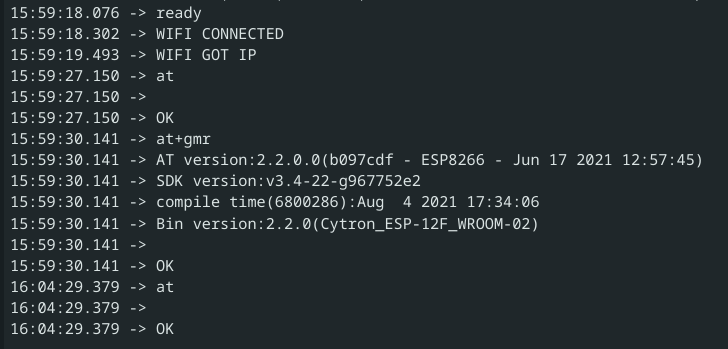 15:59:18.076 -> ready
15:59:18.302 -> WIFI CONNECTED
15:59:19.493 -> WIFI GOT IP
15:59:27.150 -> at
15:59:27.150 ->
15:59:27.150 -> OK
15:59:30.141 -> at+gmr
15:59:30.141 -> AT version:2.2.0.0(b097cdf - ESP8266 - Jun 17 2021 12:57:45)
15:59:30.141 -> SDK version:v3.4-22-g967752e2
15:59:30.141 -> compile time(6800286):Aug  4 2021 17:34:06
15:59:30.141 -> Bin version:2.2.0(Cytron_ESP-12F_WROOM-02)
15:59:30.141 ->
15:59:30.141 -> OK
16:04:29.379 -> at
16:04:29.379 ->
16:04:29.379 -> OK